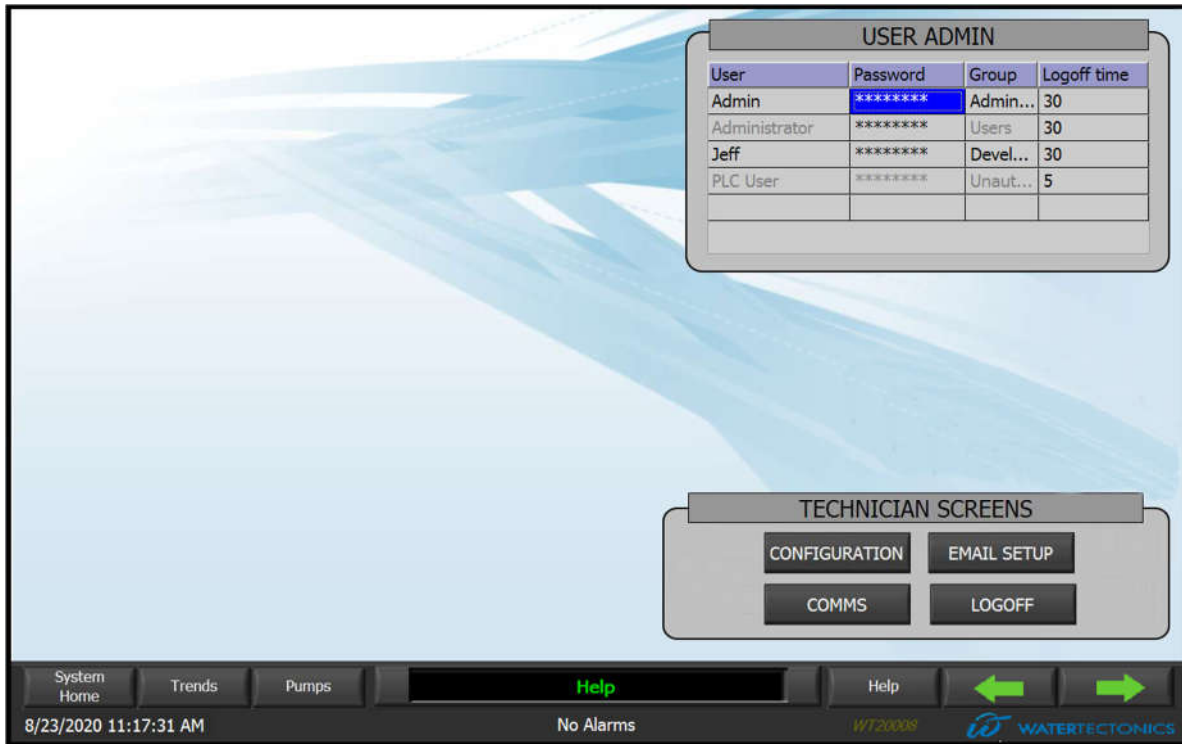 USER ADMIN
User Password Group Logoff time
Admin ******** Admin... 30
Administrator ******** Users 30
Jeff ******** Devel... 30
PLC User ******** Unaut... 5
TECHNICIAN SCREENS
CONFIGURATION EMAIL SETUP
COMMS LOGOFF
System
Home
Trends Pumps Help Help
8/23/2020 11:17:31 AM No Alarms WT20008 WATERTECTONICS